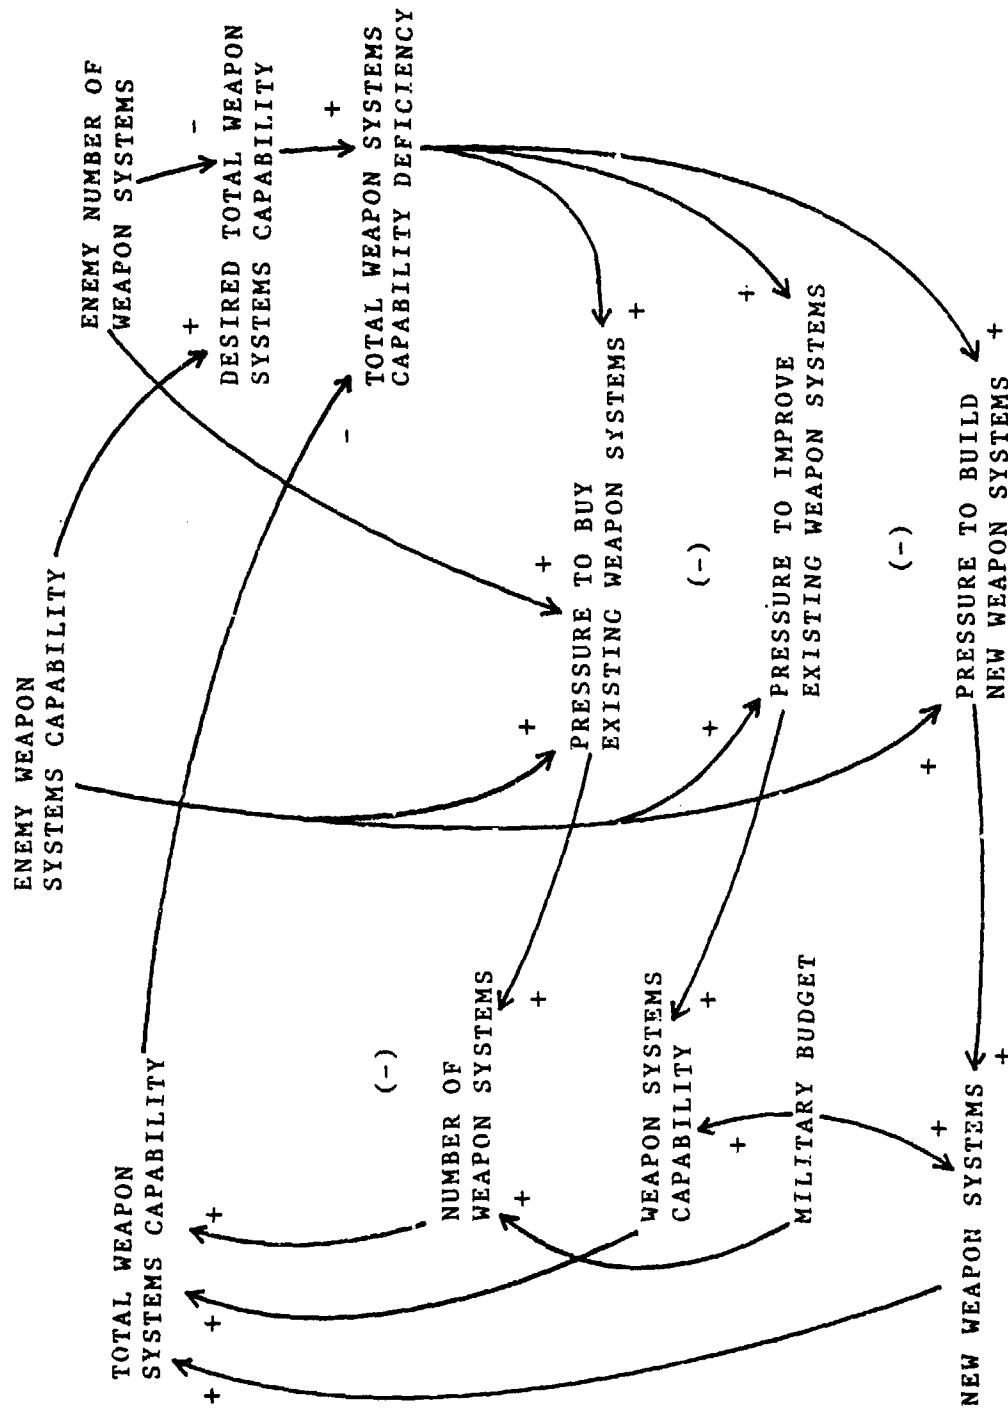 ENEMY WEAPON
SYSTEMS CAPABILITY
ENEMY NUMBER OF
WEAPON SYSTEMS
TOTAL WEAPON
SYSTEMS CAPABILITY
+
-
+
+
+
DESIRED TOTAL WEAPON
SYSTEMS CAPABILITY
+
-
+
TOTAL WEAPON SYSTEMS
CAPABILITY DEFICIENCY
(-)
NUMBER OF
WEAPON SYSTEMS
+
+
+
+
PRESSURE TO BUY
EXISTING WEAPON SYSTEMS
+
WEAPON SYSTEMS
CAPABILITY
+
+
(-)
+
+
PRESSURE TO IMPROVE
EXISTING WEAPON SYSTEMS
MILITARY BUDGET
(-)
+
+
NEW WEAPON SYSTEMS
+
PRESSURE TO BUILD
NEW WEAPON SYSTEMS
+